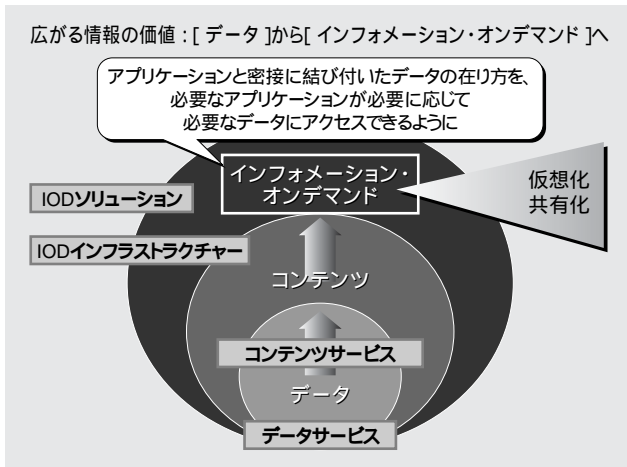 広がる情報の価値：[ データ ]から[ インフォメーション・オンデマンド ]へ
アプリケーションと密接に結び付いたデータの在り方を、
必要なアプリケーションが必要に応じて
必要なデータにアクセスできるように
インフォメーション・
オンデマンド
仮想化
共有化
IODソリューション
IODインフラストラクチャー
コンテンツ
コンテンツサービス
データ
データサービス